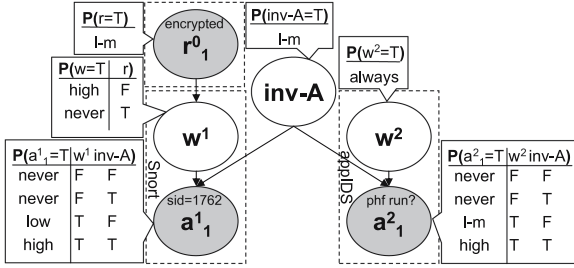 P(r=T)
l-m
encrypted
r⁰₁
P(inv-A=T)
l-m
inv-A
P(w=T r)
high F
never T
w¹
P(w²=T)
always
w²
Snort
appIDS
P(a¹₁=T w¹ inv-A)
never F F
never F T
low T F
high T T
sid=1762
a¹₁
phf run?
a²₁
P(a²₁=T w² inv-A)
never F F
never F T
l-m T F
high T T